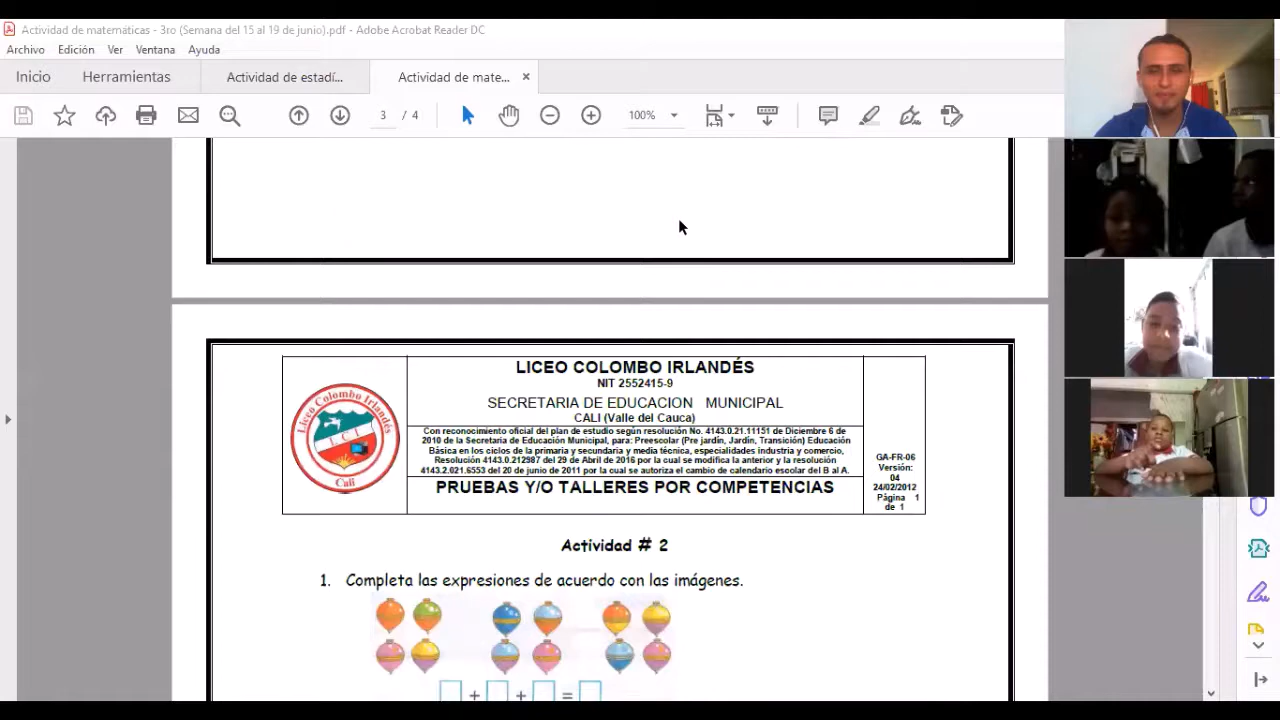 Actividad de matemáticas - 3ro (Semana del 15 al 19 de junio).pdf - Adobe Acrobat Reader DC
Archivo Edición Ver Ventana Ayuda
Inicio Herramientas Actividad de estadí... Actividad de mate... ×
3 / 4 100%
LICEO COLOMBO IRLANDÉS
NIT 2552415-9
SECRETARIA DE EDUCACION MUNICIPAL
CALI (Valle del Cauca)
Con reconocimiento oficial del plan de estudio según resolución No. 4143.0.21.11151 de Diciembre 6 de
2010 de la Secretaria de Educación Municipal, para: Preescolar (Pre jardín, Jardín, Transición) Educación
Básica en los ciclos de la primaria y secundaria y media técnica, especialidades industria y comercio,
Resolución 4143.0.212987 del 29 de Abril de 2016 por la cual se modifica la anterior y la resolución
4143.2.021.6553 del 20 de junio de 2011 por la cual se autoriza el cambio de calendario escolar del B al A.
PRUEBAS Y/O TALLERES POR COMPETENCIAS
GA-FR-06
Versión:
04
24/02/2012
Página 1
de 1
Liceo Colombo Irlandés
L.C.I.
Cali
Actividad # 2
1. Completa las expresiones de acuerdo con las imágenes.
+ + =